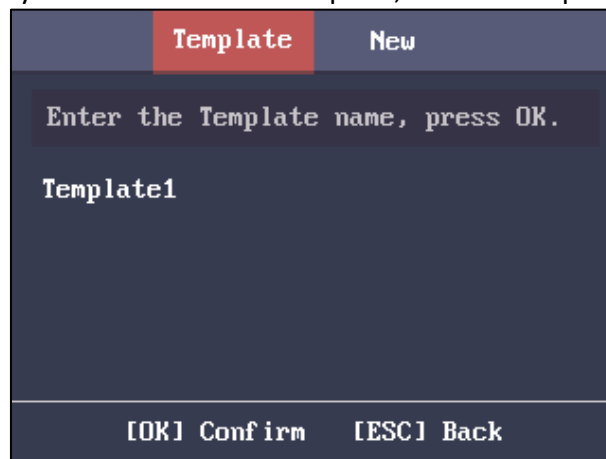 Template New
Enter the Template name, press OK.
Template1
[OK] Confirm [ESC] Back